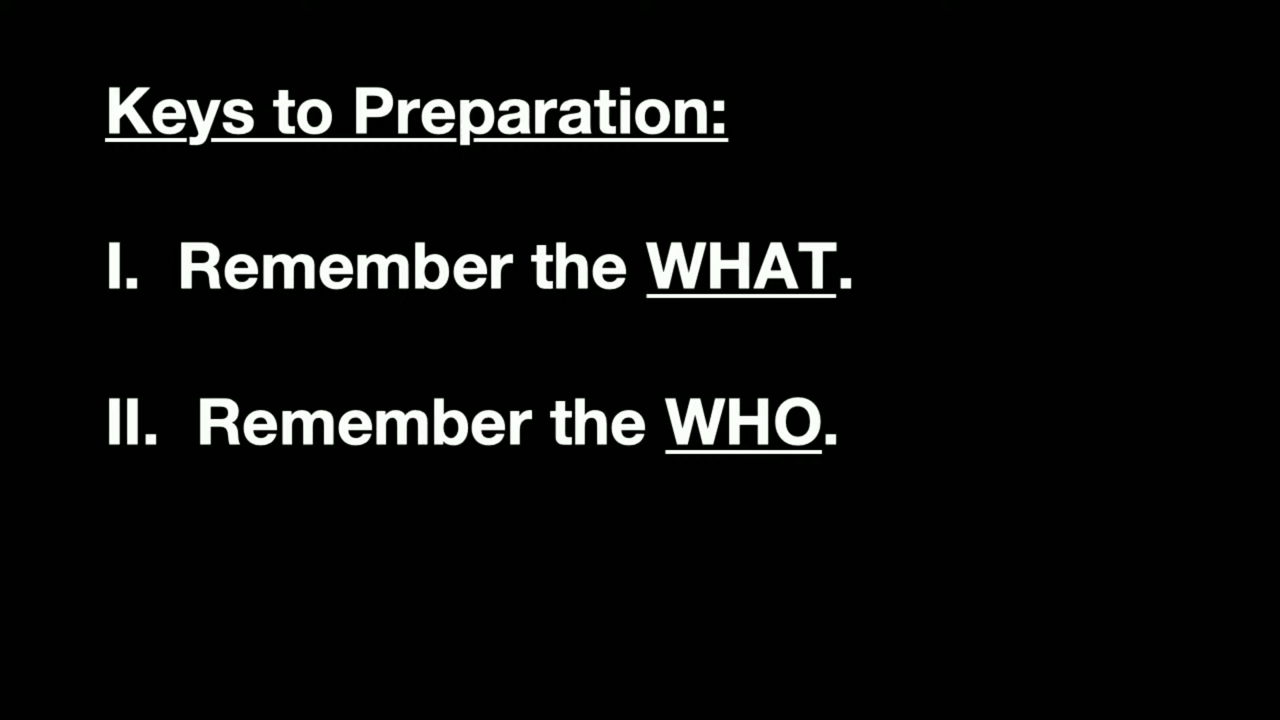 Keys to Preparation:
I. Remember the WHAT.
II. Remember the WHO.